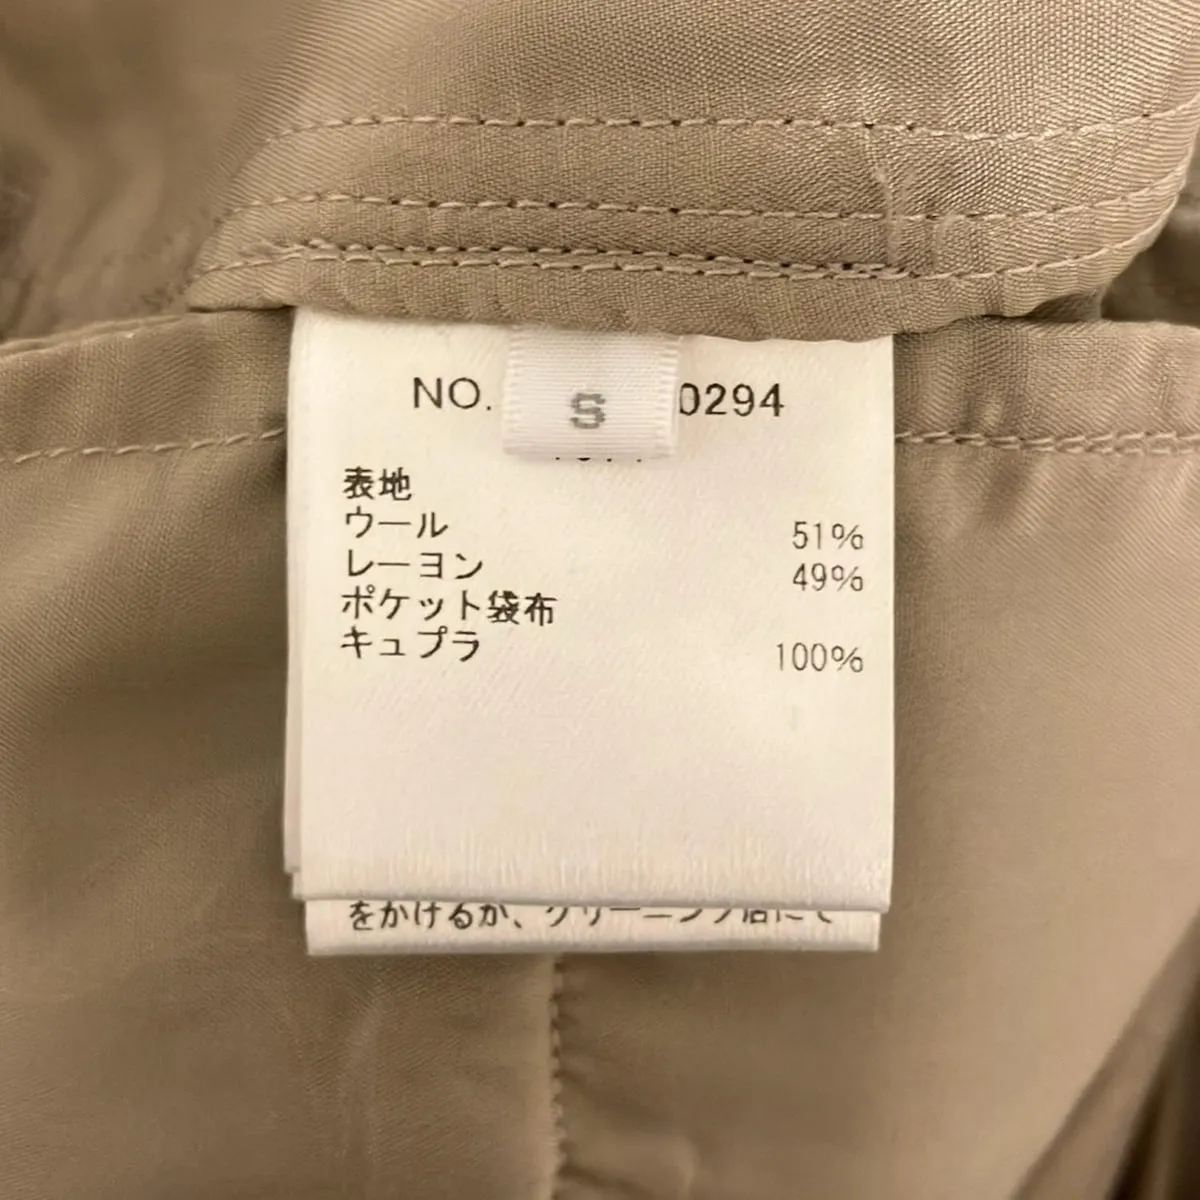 NO. 0294
S
表地
ウール 51%
レーヨン 49%
ポケット袋布
キュプラ 100%
をかけるか、クリーニング店にて